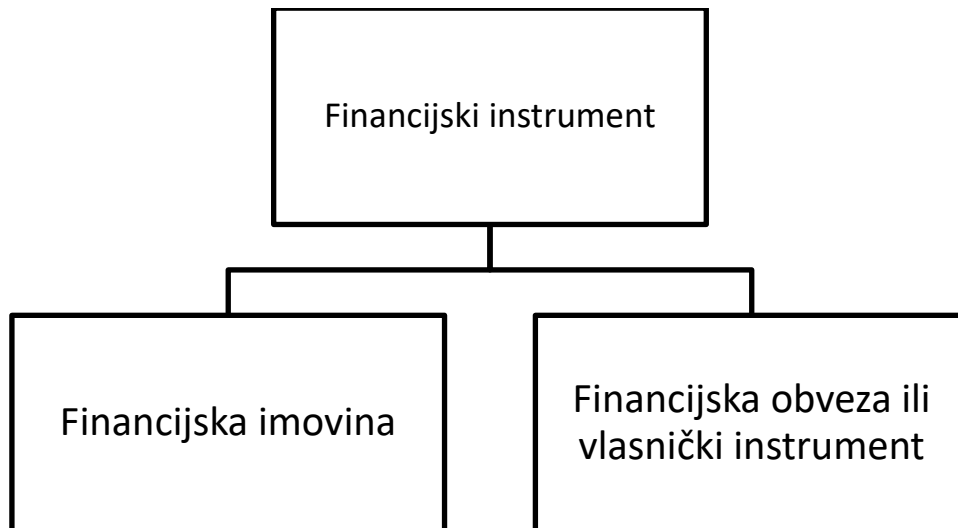 Financijski instrument
Financijska imovina
Financijska obveza ili
vlasnički instrument